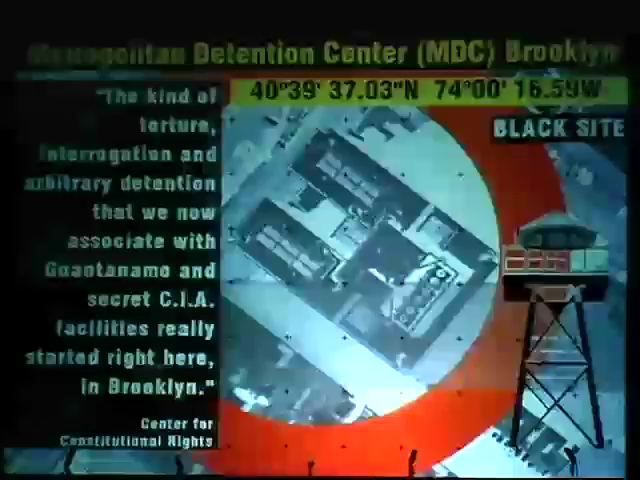 Metropolitan Detention Center (MDC) Brooklyn
40°39' 37.03"N 74°00' 16.59W
BLACK SITE
"The kind of
torture,
interrogation and
arbitrary detention
that we now
associate with
Guantanamo and
secret C.I.A.
facilities really
started right here,
in Brooklyn."
Center for
Constitutional Rights